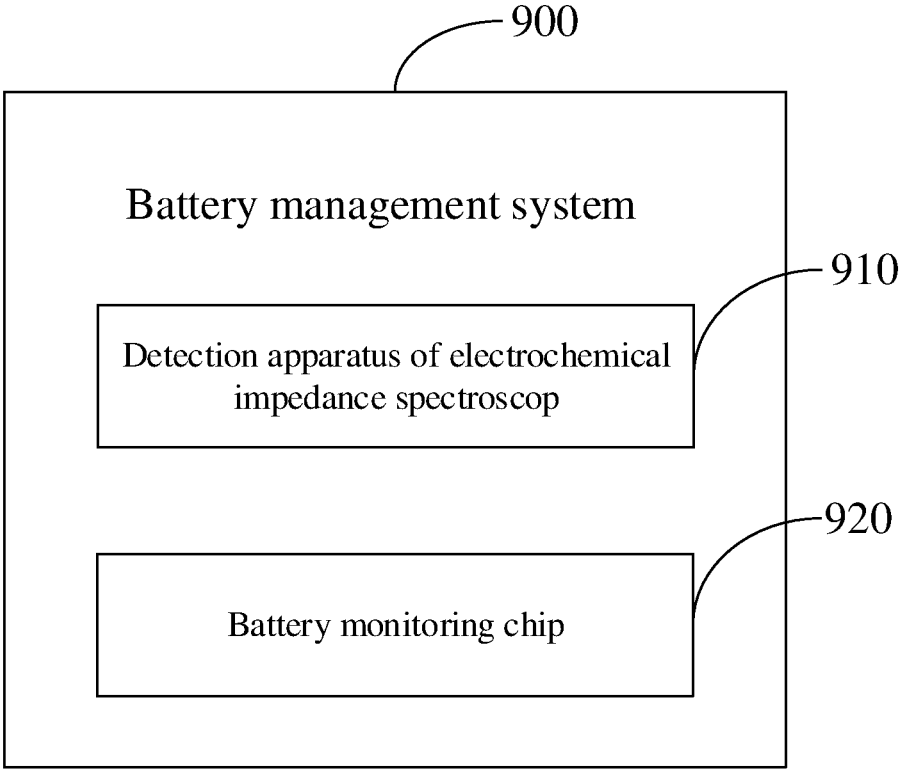 900
Battery management system
910
Detection apparatus of electrochemical
impedance spectroscop
920
Battery monitoring chip